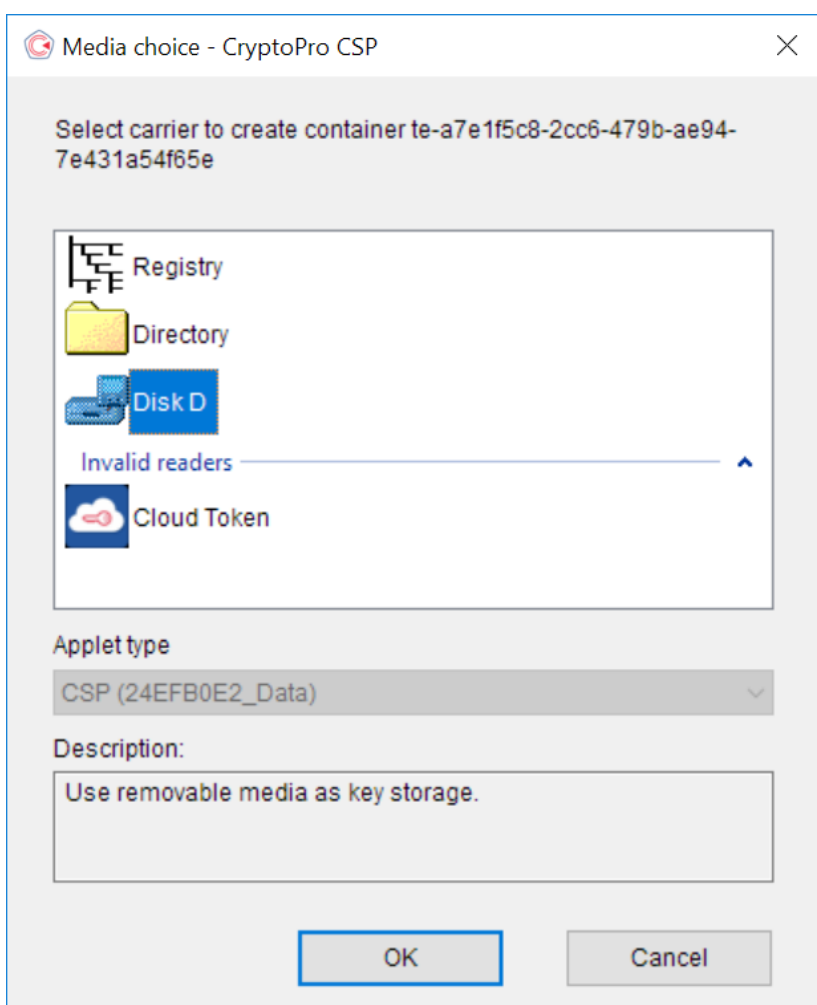 Media choice - CryptoPro CSP
Select carrier to create container te-a7e1f5c8-2cc6-479b-ae94-
7e431a54f65e
Registry
Directory
Disk D
Invalid readers
Cloud Token
Applet type
CSP (24EFB0E2_Data)
Description:
Use removable media as key storage.
OK
Cancel